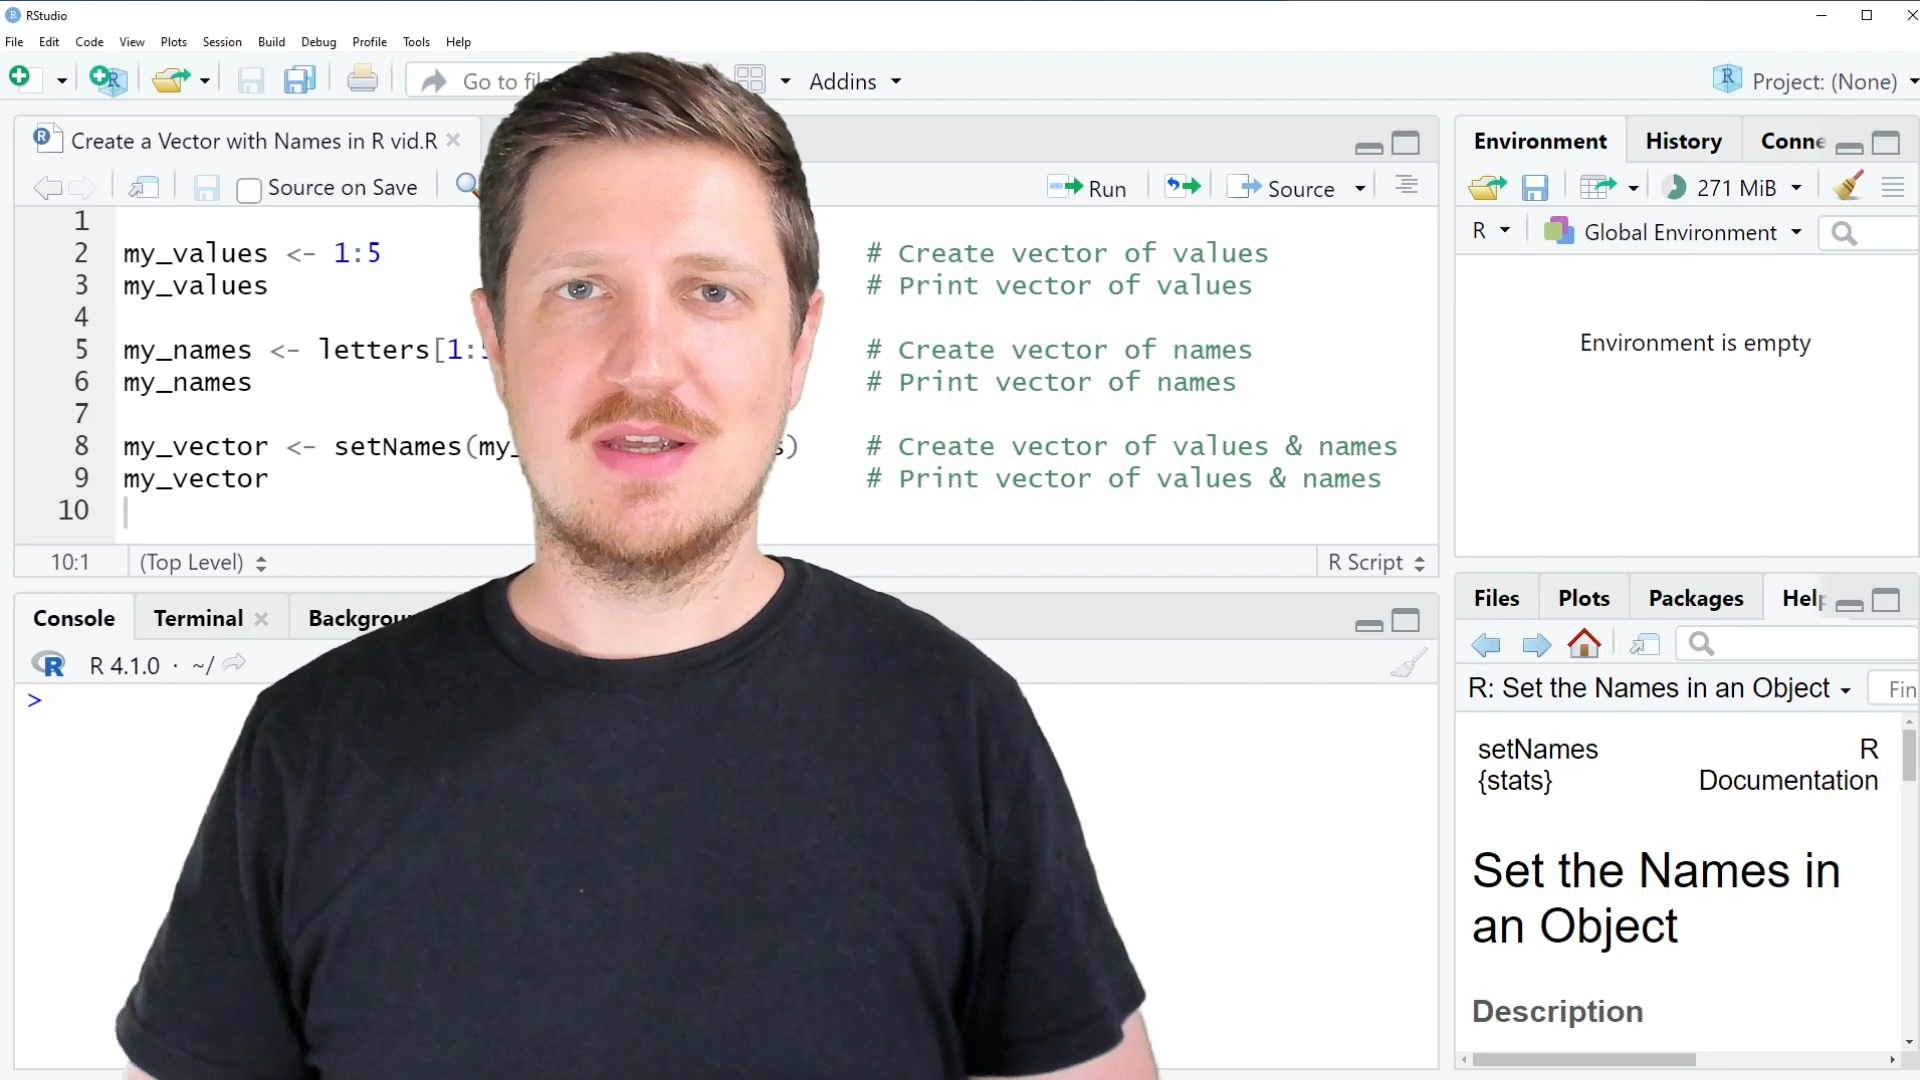 RStudio
File Edit Code View Plots Session Build Debug Profile Tools Help
Go to Addins Project: (None)
Create a Vector with Names in R vid.R
Source on Save Run Source
1
2 my_values <- 1:5 # Create vector of values
3 my_values # Print vector of values
4
5 my_names <- letters[1: # Create vector of names
6 my_names # Print vector of names
7
8 my_vector <- setNames(my_ ) # Create vector of values & names
9 my_vector # Print vector of values & names
10
10:1 (Top Level) R Script
Console Terminal
R 4.1.0 · ~/
>
Environment History
271 MiB
R Global Environment
Environment is empty
Files Plots Packages Help
R: Set the Names in an Object
setNames R
{stats} Documentation
Set the Names in
an Object
Description